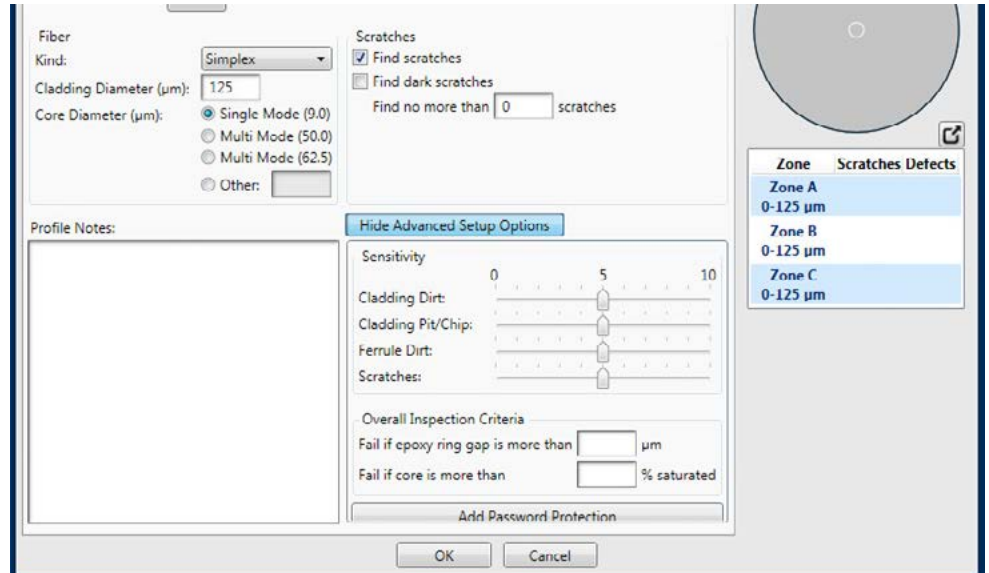 Fiber
Kind: Simplex
Cladding Diameter (µm): 125
Core Diameter (µm): Single Mode (9.0)
Multi Mode (50.0)
Multi Mode (62.5)
Other:
Scratches
Find scratches
Find dark scratches
Find no more than 0 scratches
Profile Notes:
Hide Advanced Setup Options
Sensitivity
0 5 10
Cladding Dirt:
Cladding Pit/Chip:
Ferrule Dirt:
Scratches:
Overall Inspection Criteria
Fail if epoxy ring gap is more than µm
Fail if core is more than % saturated
Add Password Protection
OK Cancel
Zone Scratches Defects
Zone A
0-125 µm
Zone B
0-125 µm
Zone C
0-125 µm